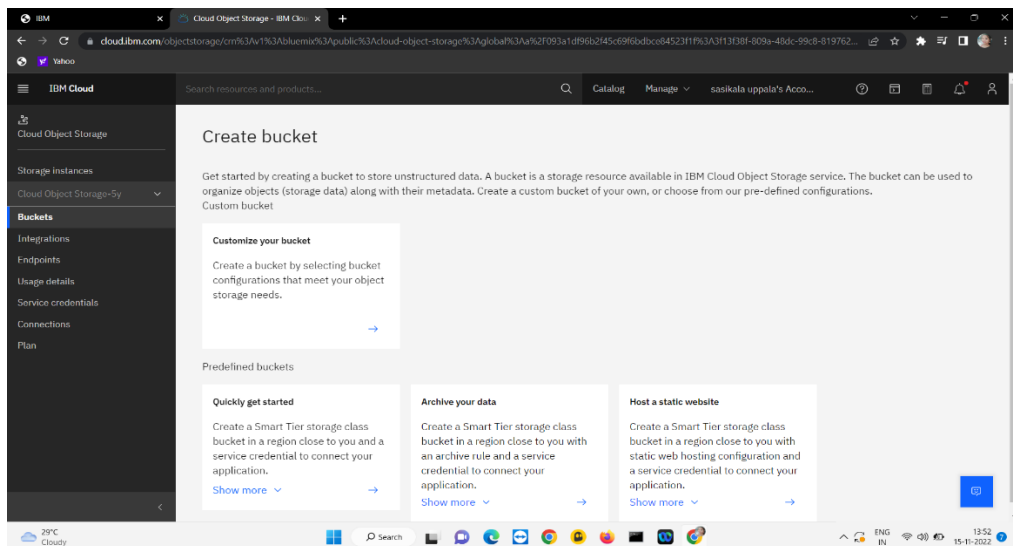 IBM
Cloud Object Storage - IBM Clou
cloud.ibm.com/objectstorage/crn%3Av1%3Abluemix%3Apublic%3Acloud-object-storage%3Aglobal%3Aa%2F093a1df96b2f45c69f6bdbce84523f1f%3A3f13f38f-809a-48dc-99c8-819762...
Yahoo
IBM Cloud
Search resources and products...
Catalog
Manage
sasikala uppala's Acco...
Cloud Object Storage
Storage instances
Cloud Object Storage-5y
Buckets
Integrations
Endpoints
Usage details
Service credentials
Connections
Plan
Create bucket
Get started by creating a bucket to store unstructured data. A bucket is a storage resource available in IBM Cloud Object Storage service. The bucket can be used to
organize objects (storage data) along with their metadata. Create a custom bucket of your own, or choose from our pre-defined configurations.
Custom bucket
Customize your bucket
Create a bucket by selecting bucket
configurations that meet your object
storage needs.
Predefined buckets
Quickly get started
Create a Smart Tier storage class
bucket in a region close to you and a
service credential to connect your
application.
Show more
Archive your data
Create a Smart Tier storage class
bucket in a region close to you with
an archive rule and a service
credential to connect your
application.
Show more
Host a static website
Create a Smart Tier storage class
bucket in a region close to you with
static web hosting configuration and
a service credential to connect your
application.
Show more
29°C
Cloudy
Search
ENG
IN
13:52
15-11-2022